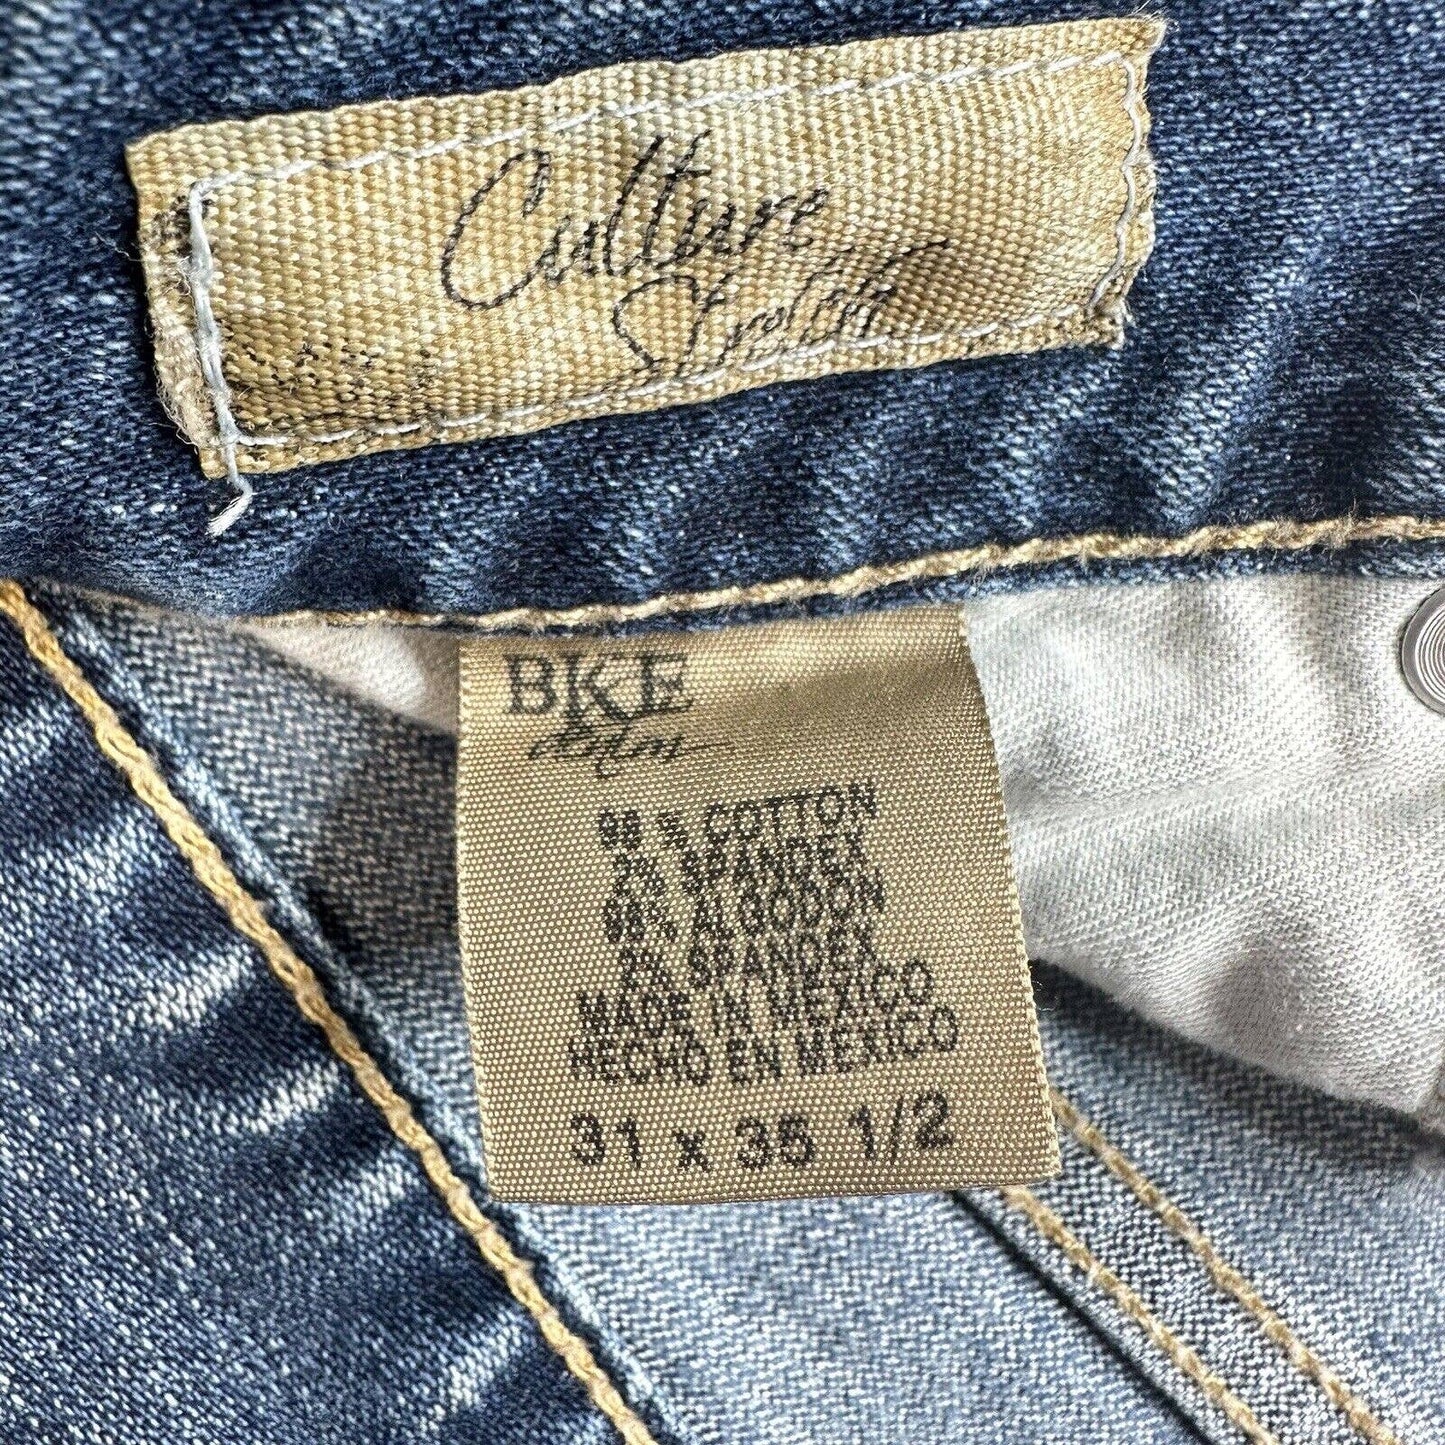 Culture
Stretch
BKE
denim
98 % COTTON
2% SPANDEX
98% ALGODON
2% SPANDEX
MADE IN MEXICO
HECHO EN MEXICO
31 x 35 1/2